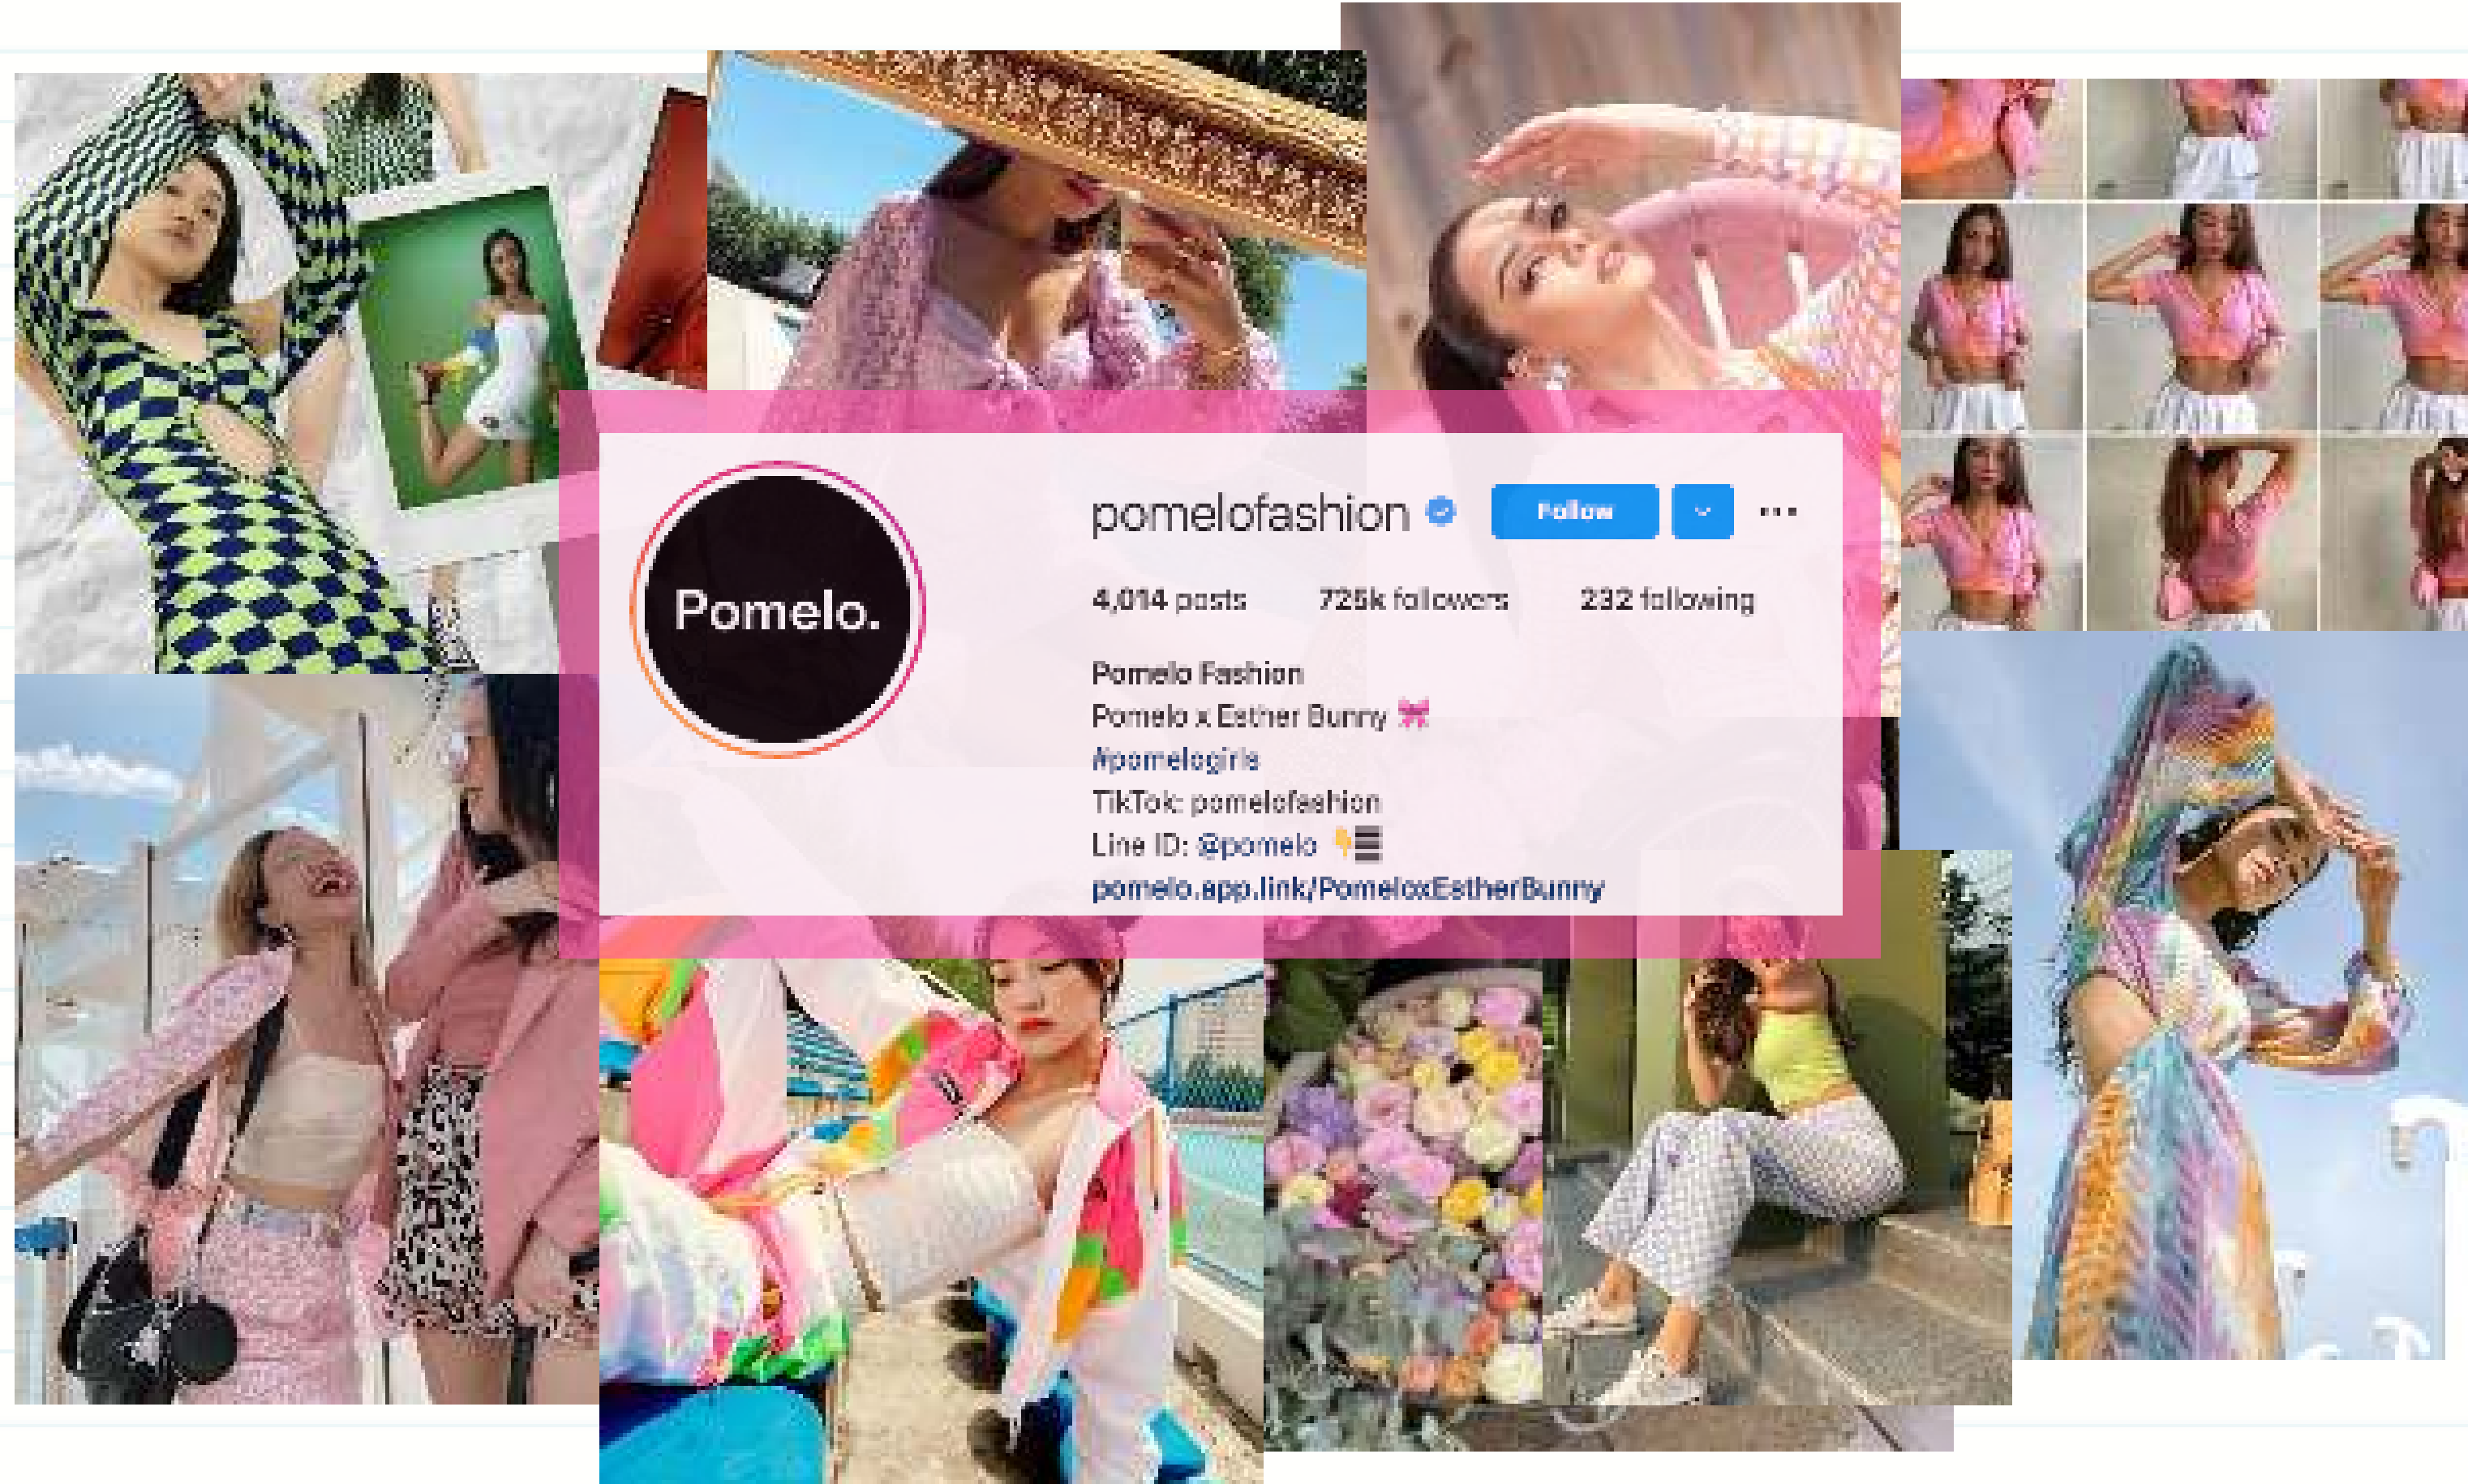 Pomelo.
pomelofashion Follow
4,014 posts 725k followers 232 following
Pomelo Fashion
Pomelo x Esther Bunny 🎀
#pomelogirls
TikTok: pomelofashion
Line ID: @pomelo 👇
pomelo.app.link/PomeloxEstherBunny